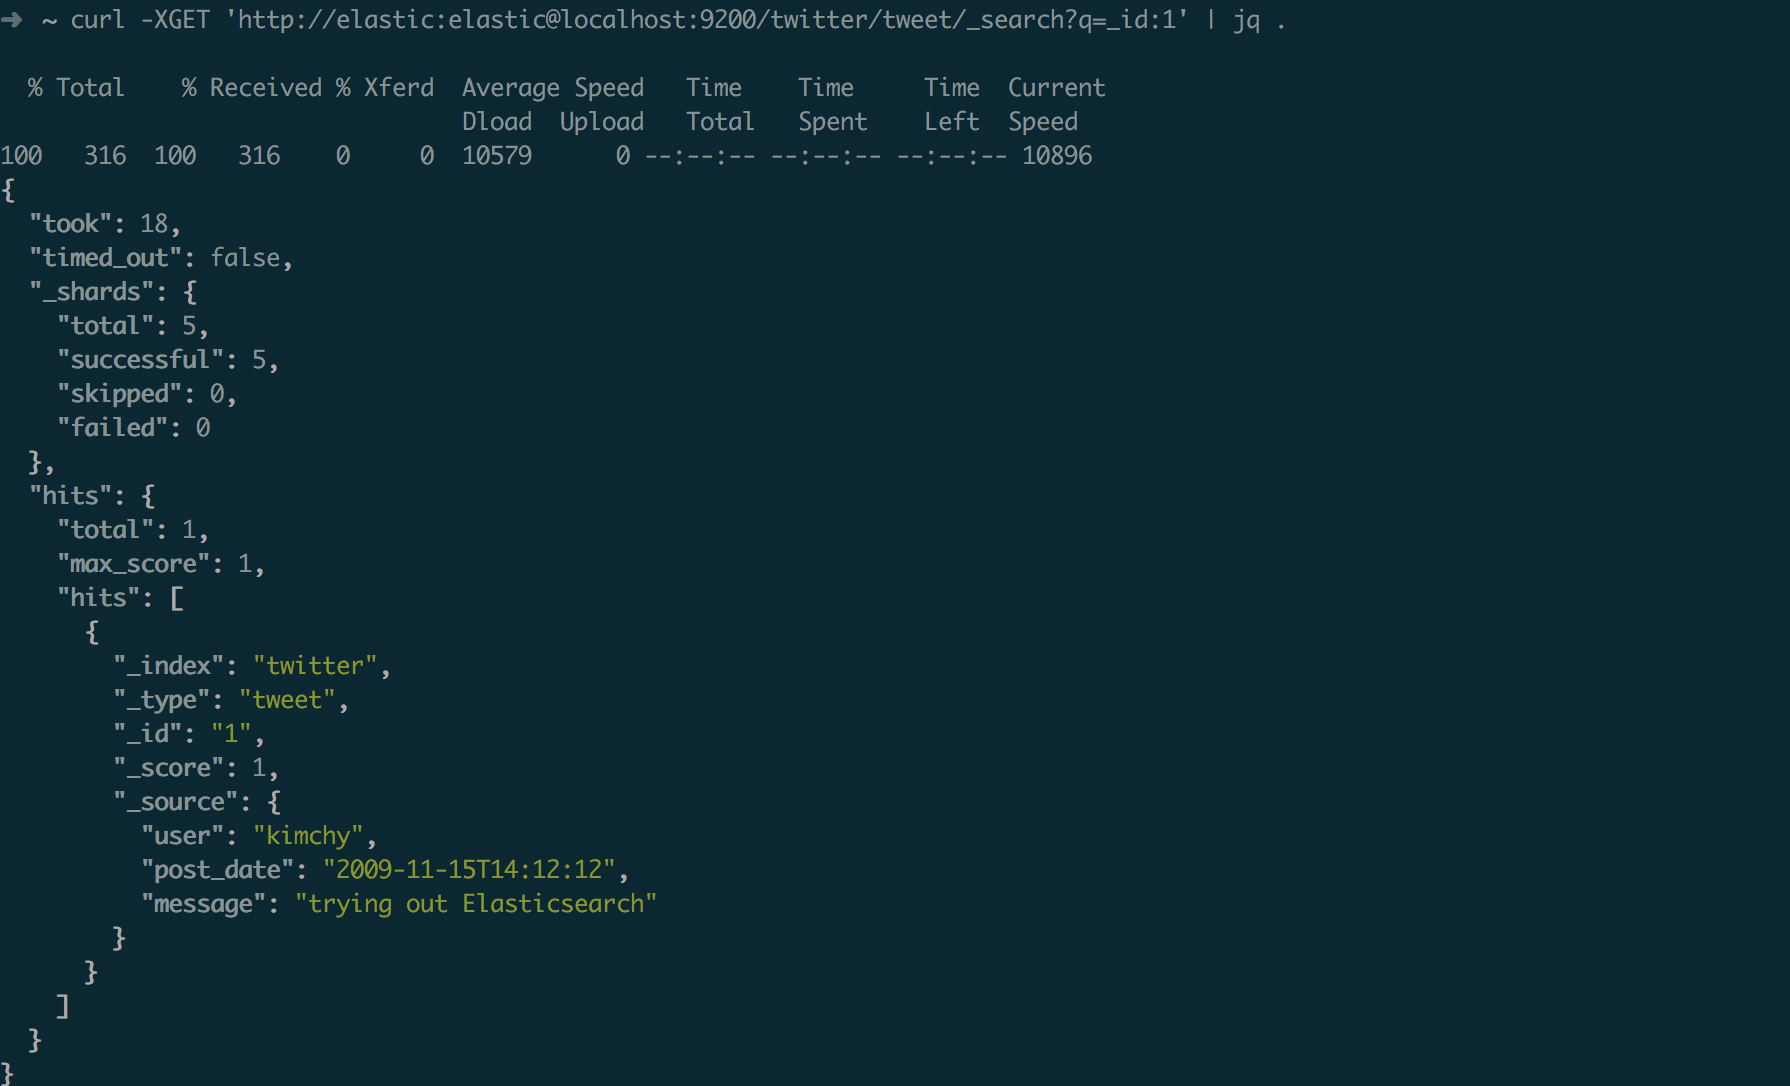 ➜ ~ curl -XGET 'http://elastic:elastic@localhost:9200/twitter/tweet/_search?q=_id:1' | jq .
  % Total    % Received % Xferd  Average Speed   Time    Time     Time  Current
                                 Dload  Upload   Total   Spent    Left  Speed
100   316  100   316    0     0  10579      0 --:--:-- --:--:-- --:--:-- 10896
{
  "took": 18,
  "timed_out": false,
  "_shards": {
    "total": 5,
    "successful": 5,
    "skipped": 0,
    "failed": 0
  },
  "hits": {
    "total": 1,
    "max_score": 1,
    "hits": [
      {
        "_index": "twitter",
        "_type": "tweet",
        "_id": "1",
        "_score": 1,
        "_source": {
          "user": "kimchy",
          "post_date": "2009-11-15T14:12:12",
          "message": "trying out Elasticsearch"
        }
      }
    ]
  }
}